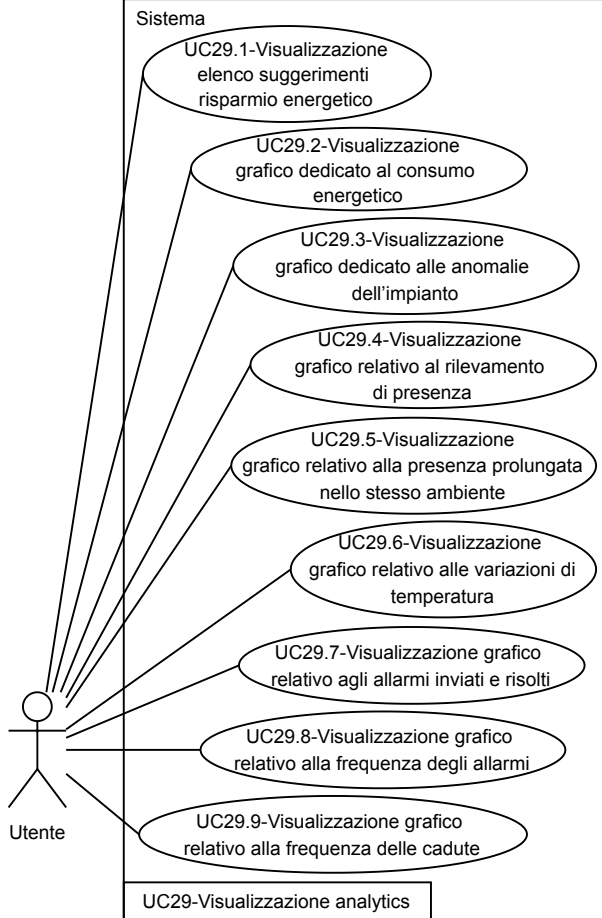 Sistema
UC29.1-Visualizzazione
elenco suggerimenti
risparmio energetico
UC29.2-Visualizzazione
grafico dedicato al consumo
energetico
UC29.3-Visualizzazione
grafico dedicato alle anomalie
dell'impianto
UC29.4-Visualizzazione
grafico relativo al rilevamento
di presenza
UC29.5-Visualizzazione
grafico relativo alla presenza prolungata
nello stesso ambiente
UC29.6-Visualizzazione
grafico relativo alle variazioni di
temperatura
UC29.7-Visualizzazione grafico
relativo agli allarmi inviati e risolti
UC29.8-Visualizzazione grafico
relativo alla frequenza degli allarmi
UC29.9-Visualizzazione grafico
relativo alla frequenza delle cadute
Utente
UC29-Visualizzazione analytics